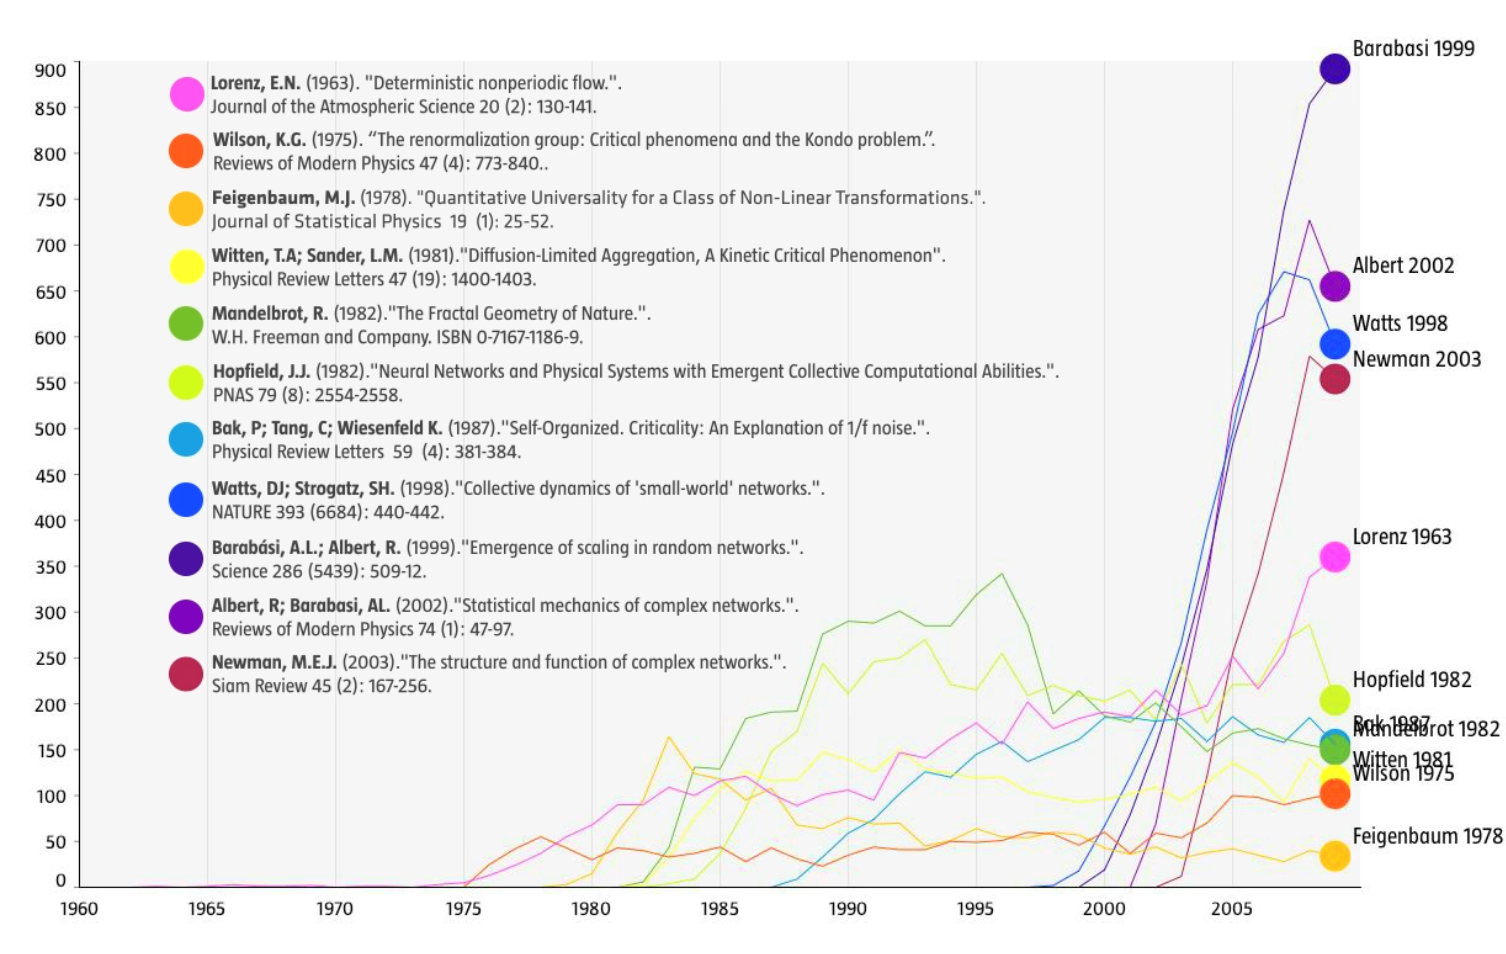 Barabasi 1999
900
850
800
750
700
650
600
550
500
450
400
350
300
250
200
150
100
50
0
Lorenz, E.N. (1963). "Deterministic nonperiodic flow.".
Journal of the Atmospheric Science 20 (2): 130-141.
Wilson, K.G. (1975). “The renormalization group: Critical phenomena and the Kondo problem.”.
Reviews of Modern Physics 47 (4): 773-840..
Feigenbaum, M.J. (1978). "Quantitative Universality for a Class of Non-Linear Transformations.".
Journal of Statistical Physics 19 (1): 25-52.
Witten, T.A; Sander, L.M. (1981)."Diffusion-Limited Aggregation, A Kinetic Critical Phenomenon".
Physical Review Letters 47 (19): 1400-1403.
Mandelbrot, R. (1982)."The Fractal Geometry of Nature.".
W.H. Freeman and Company. ISBN 0-7167-1186-9.
Hopfield, J.J. (1982)."Neural Networks and Physical Systems with Emergent Collective Computational Abilities.".
PNAS 79 (8): 2554-2558.
Bak, P; Tang, C; Wiesenfeld K. (1987)."Self-Organized. Criticality: An Explanation of 1/f noise.".
Physical Review Letters 59 (4): 381-384.
Watts, DJ; Strogatz, SH. (1998)."Collective dynamics of 'small-world' networks.".
NATURE 393 (6684): 440-442.
Barabási, A.L.; Albert, R. (1999)."Emergence of scaling in random networks.".
Science 286 (5439): 509-12.
Albert, R; Barabasi, AL. (2002)."Statistical mechanics of complex networks.".
Reviews of Modern Physics 74 (1): 47-97.
Newman, M.E.J. (2003)."The structure and function of complex networks.".
Siam Review 45 (2): 167-256.
Albert 2002
Watts 1998
Newman 2003
Lorenz 1963
Hopfield 1982
Bak 1987
Mandelbrot 1982
Witten 1981
Wilson 1975
Feigenbaum 1978
1960
1965
1970
1975
1980
1985
1990
1995
2000
2005